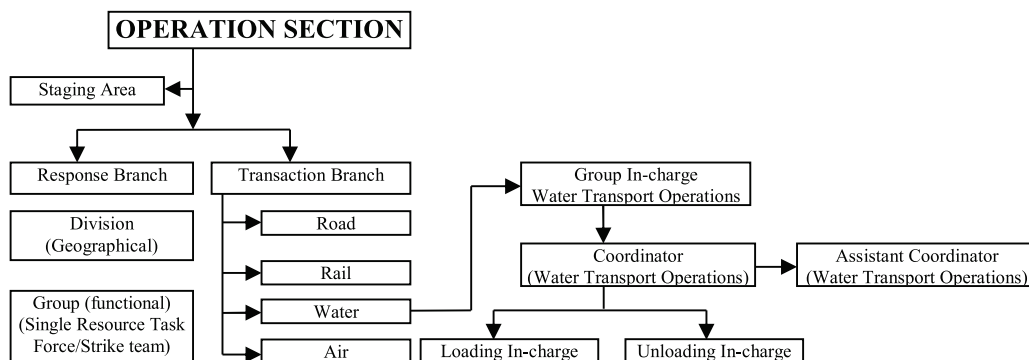 OPERATION SECTION
Staging Area
Response Branch
Transaction Branch
Division
(Geographical)
Group (functional)
(Single Resource Task
Force/Strike team)
Road
Rail
Water
Air
Group In-charge
Water Transport Operations
Coordinator
(Water Transport Operations)
Assistant Coordinator
(Water Transport Operations)
Loading In-charge
Unloading In-charge